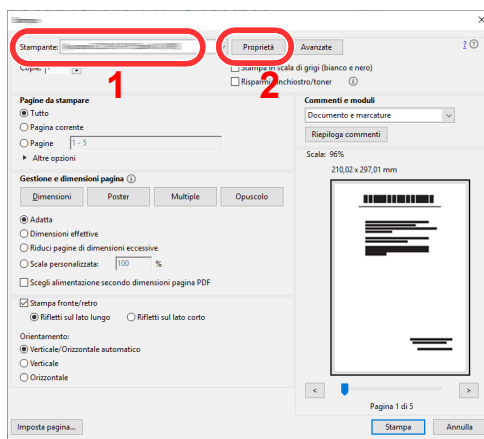 Stampante:
Proprietà
Avanzate
?
1
2
Copie: 1
Stampa in scala di grigi (bianco e nero)
Risparmia inchiostro/toner
Pagine da stampare
Tutto
Pagina corrente
Pagine 1 - 5
Altre opzioni
Commenti e moduli
Documento e marcature
Riepiloga commenti
Scala: 96%
210,02 x 297,01 mm
Gestione e dimensioni pagina
Dimensioni
Poster
Multiple
Opuscolo
Adatta
Dimensioni effettive
Riduci pagine di dimensioni eccessive
Scala personalizzata: 100 %
Scegli alimentazione secondo dimensioni pagina PDF
Stampa fronte/retro
Rifletti sul lato lungo
Rifletti sul lato corto
Orientamento:
Verticale/Orizzontale automatico
Verticale
Orizzontale
<
>
Pagina 1 di 5
Imposta pagina...
Stampa
Annulla